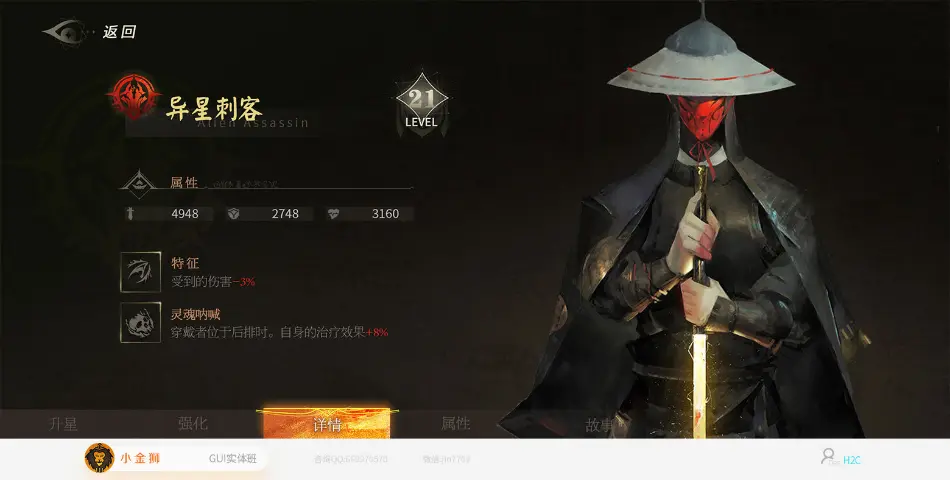 返回
异星刺客
Alien Assassin
21
LEVEL
属性
4948 2748 3160
特征
受到的伤害-3%
灵魂呐喊
穿戴者位于后排时。自身的治疗效果+8%
升星 强化 详情 属性 故事
小金狮 GUI实体班
H2C